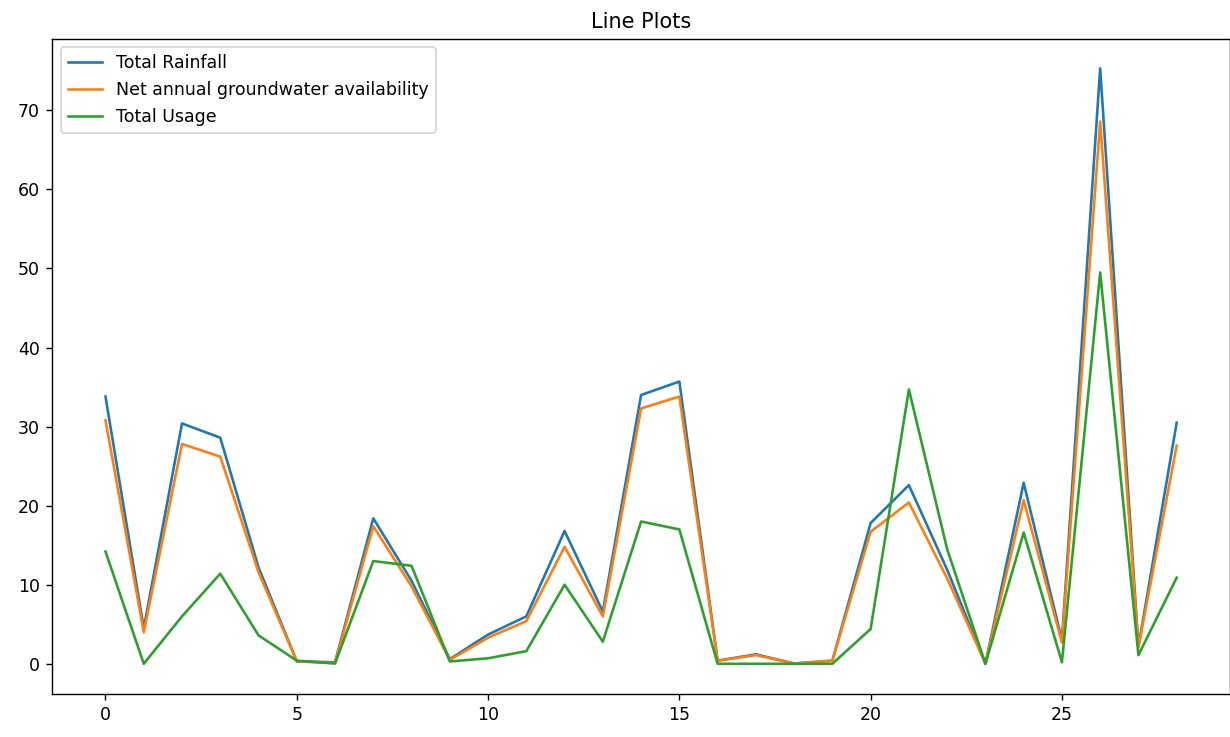 Line Plots
Total Rainfall
Net annual groundwater availability
Total Usage
70
60
50
40
30
20
10
0
0 5 10 15 20 25